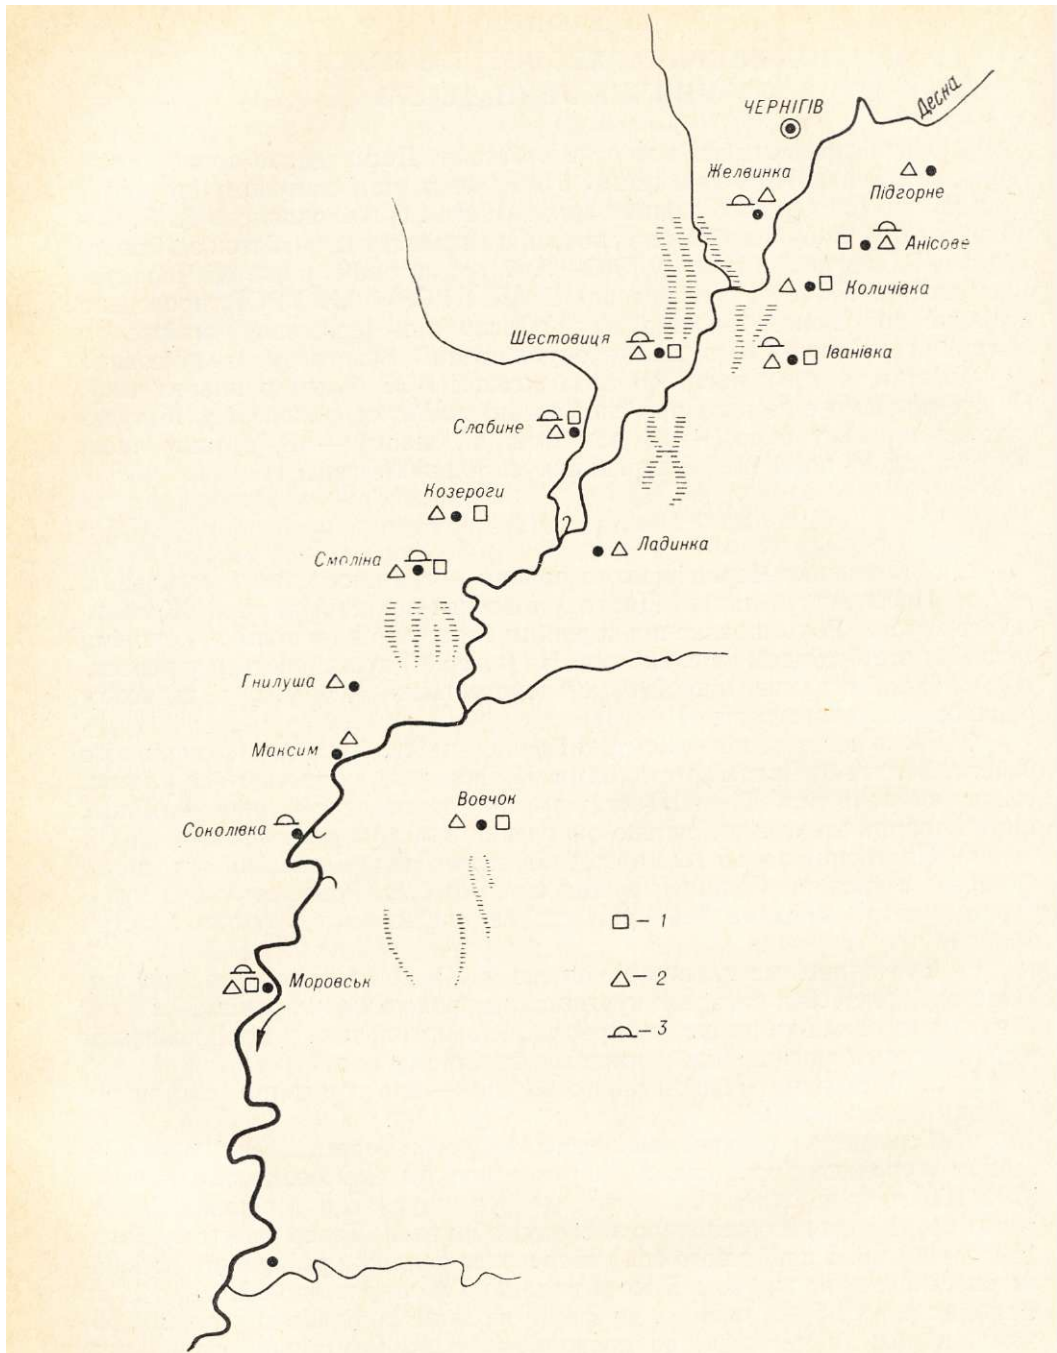 ЧЕРНІГІВ
Десна
Желвинка
Підгорне
Анісове
Количівка
Шестовиця
Іванівка
Слабине
Козероги
Ладинка
Смоліна
Гнилуша
Максим
Вовчок
Соколівка
— 1
Моровськ
— 2
— 3